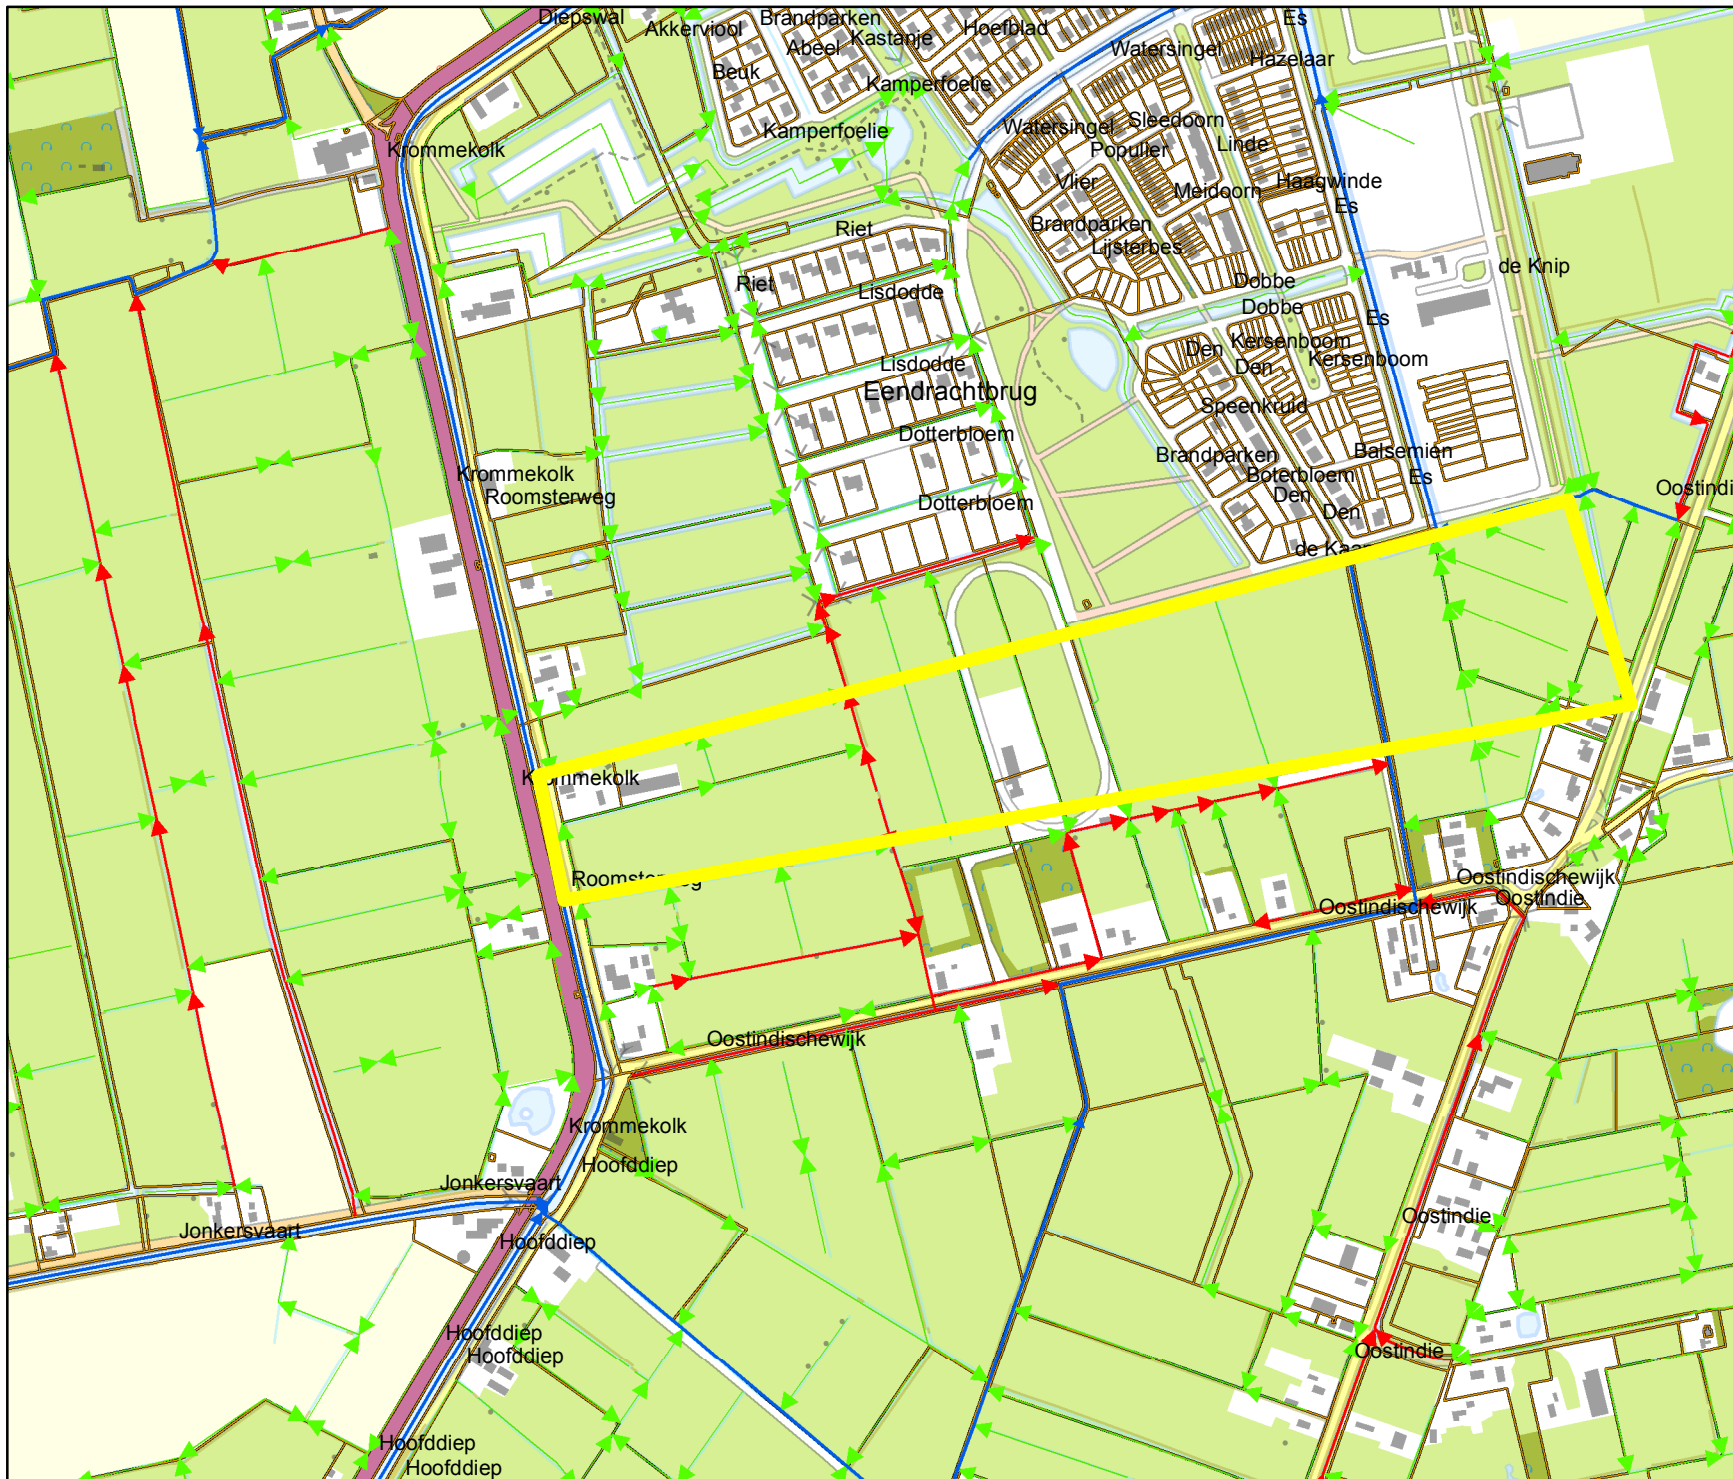 Diepswal
Akkerviool
Brandparken
Kastanje
Hoefblad
Es
Abeel
Watersingel
Hazelaar
Beuk
Kamperfoelie
Kamperfoelie
Krommekolk
Watersingel
Sleedoorn
Populier
Linde
Vlier
Meidoorn
Haagwinde
Es
Brandparken
Lijsterbes
Riet
Riet
Lisdodde
Dobbe
Dobbe
de Knip
Es
Kersenboom
Kersenboom
Den
Den
Lisdodde
Eendrachtbrug
Speenkruid
Dotterbloem
Brandparken
Balsemien
Es
Boterbloem
Den
Den
Krommekolk
Roomsterweg
Dotterbloem
Oostindi
de Kaap
Krommekolk
Roomsterweg
Oostindischewijk
Oostindie
Oostindischewijk
Oostindischewijk
Krommekolk
Hoofddiep
Jonkersvaart
Jonkersvaart
Hoofddiep
Oostindie
Hoofddiep
Hoofddiep
Oostindie
Hoofddiep
Hoofddiep